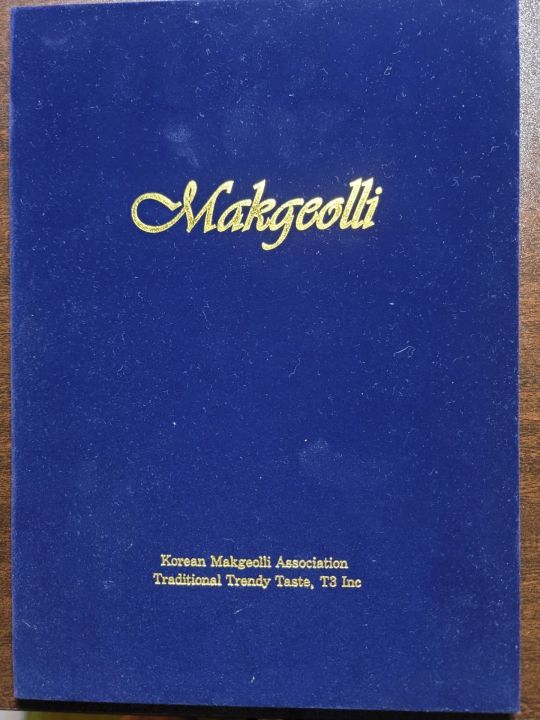 Makgeolli
Korean Makgeolli Association
Traditional Trendy Taste, T3 Inc